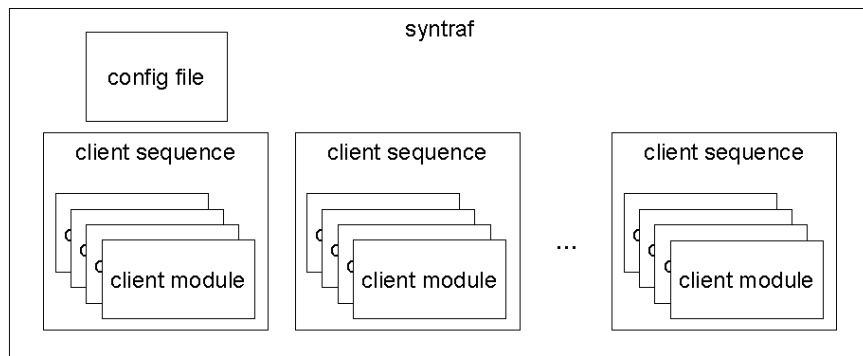 syntraf
config file
client sequence
client sequence
client sequence
...
client module
client module
client module